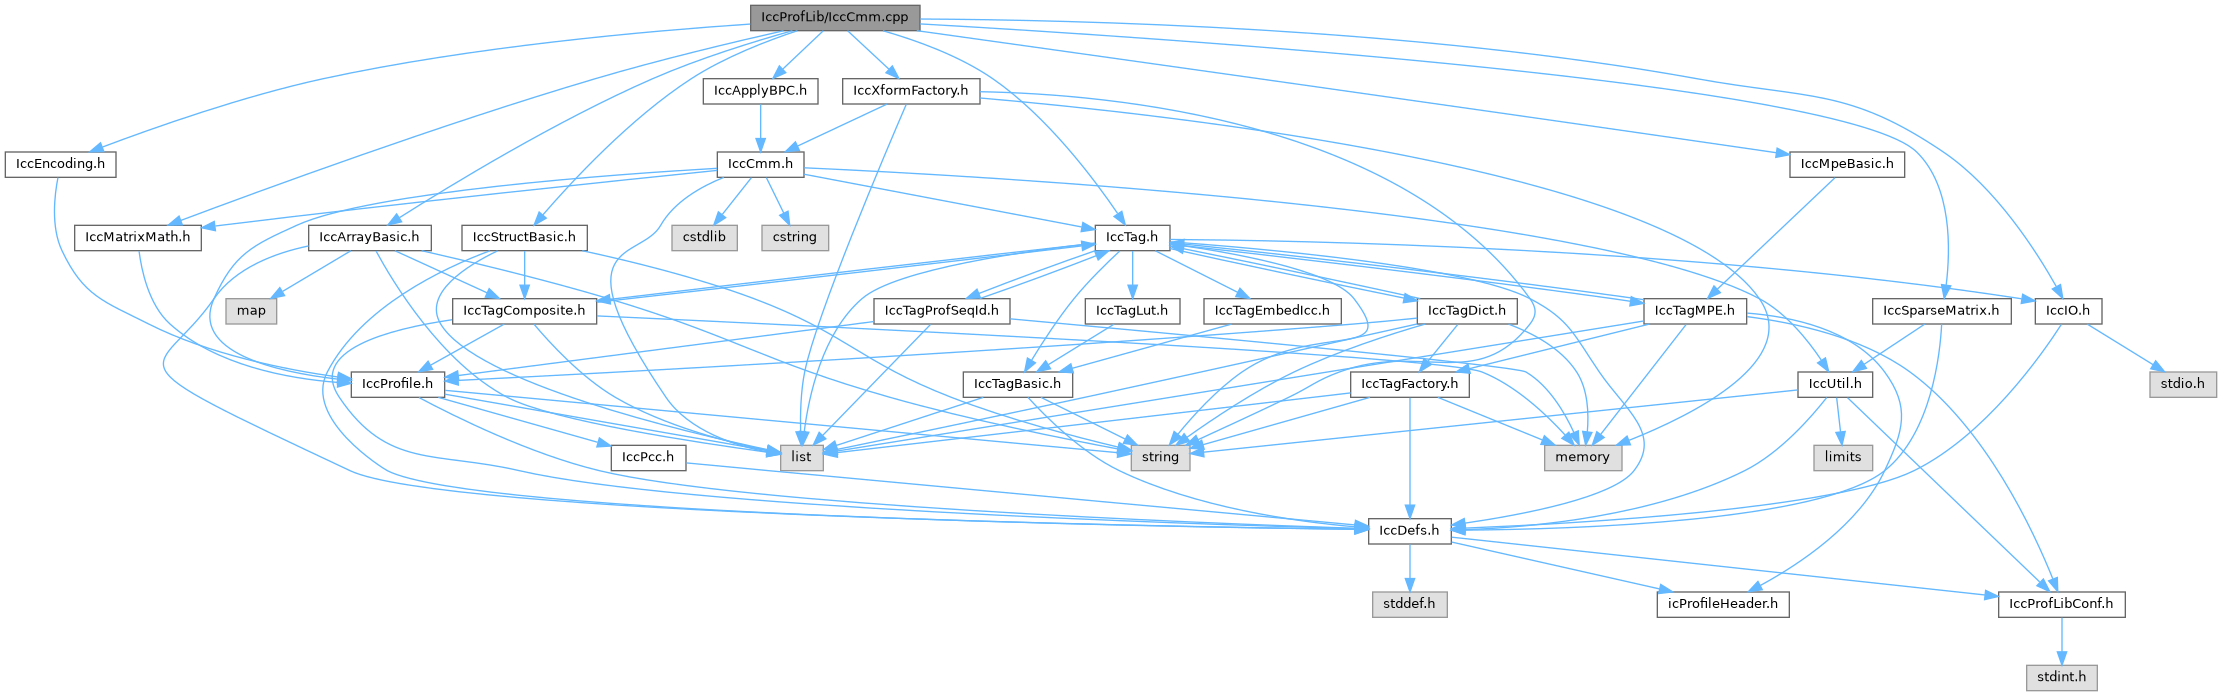 IccProfLib/IccCmm.cpp
IccApplyBPC.h
IccXformFactory.h
IccEncoding.h
IccCmm.h
IccMpeBasic.h
IccMatrixMath.h
IccArrayBasic.h
IccStructBasic.h
cstdlib
cstring
IccTag.h
map
IccTagComposite.h
IccTagProfSeqId.h
IccTagLut.h
IccTagEmbedIcc.h
IccTagDict.h
IccTagMPE.h
IccSparseMatrix.h
IccIO.h
IccProfile.h
IccTagBasic.h
IccTagFactory.h
IccUtil.h
stdio.h
IccPcc.h
list
string
memory
limits
IccDefs.h
stddef.h
icProfileHeader.h
IccProfLibConf.h
stdint.h